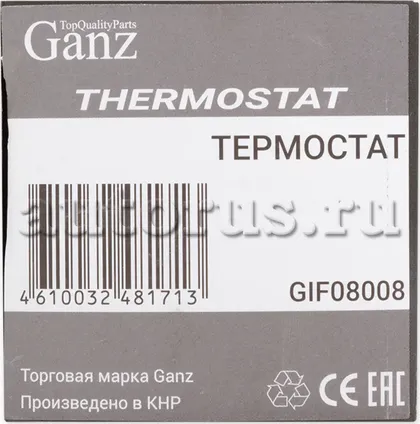 TopQualityParts
Ganz
THERMOSTAT
ТЕРМОСТАТ
autorus.ru
4 610032 481713
GIF08008
Торговая марка Ganz
Произведено в КНР
CE EAC